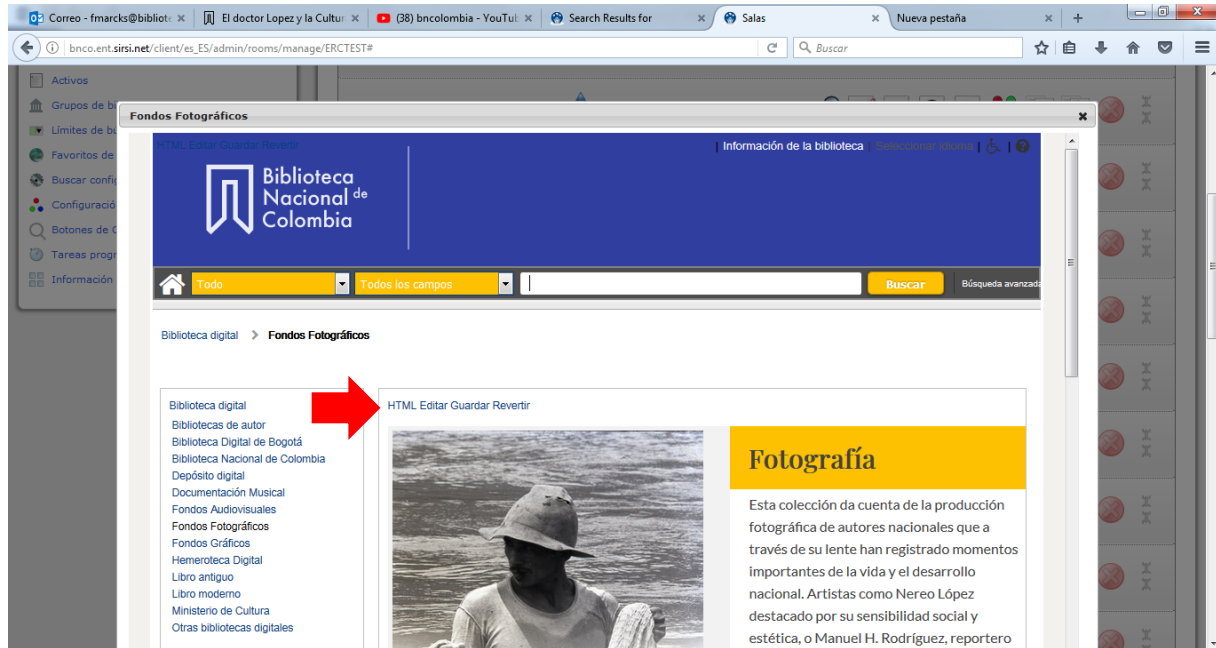 Correo - fmarcks@bibliote
El doctor Lopez y la Cultur
(38) bncolombia - YouTub
Search Results for
Salas
Nueva pestaña
bnco.ent.sirsi.net/client/es_ES/admin/rooms/manage/ERCTEST#
Buscar
Activos
Grupos de b
Límites de bú
Favoritos de
Buscar config
Configuració
Botones de C
Tareas progr
Información
Fondos Fotográficos
HTML Editar Guardar Revertir
| Información de la biblioteca | Seleccionar idioma |
Biblioteca
Nacional de
Colombia
Todo
Todos los campos
Buscar
Búsqueda avanzada
Biblioteca digital > Fondos Fotográficos
Biblioteca digital
Bibliotecas de autor
Biblioteca Digital de Bogotá
Biblioteca Nacional de Colombia
Depósito digital
Documentación Musical
Fondos Audiovisuales
Fondos Fotográficos
Fondos Gráficos
Hemeroteca Digital
Libro antiguo
Libro moderno
Ministerio de Cultura
Otras bibliotecas digitales
HTML Editar Guardar Revertir
Fotografía
Esta colección da cuenta de la producción
fotográfica de autores nacionales que a
través de su lente han registrado momentos
importantes de la vida y el desarrollo
nacional. Artistas como Nereo López
destacado por su sensibilidad social y
estética, o Manuel H. Rodríguez, reportero